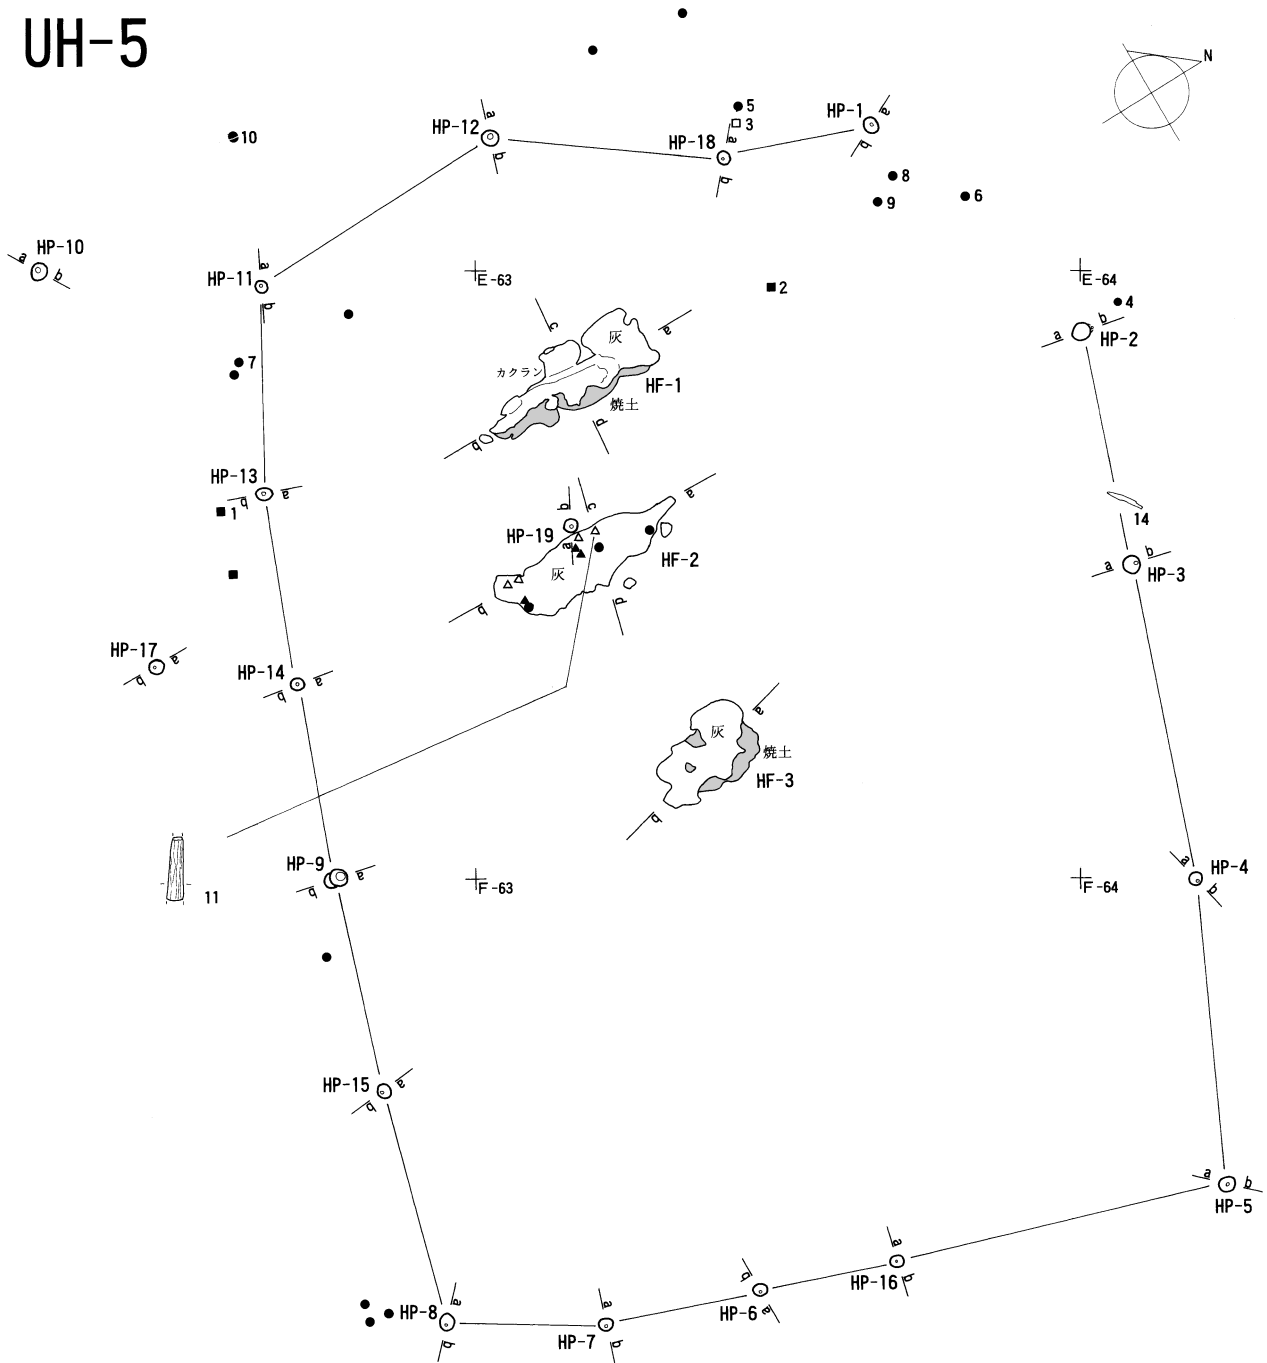 UH-5
N
5
3
HP-1
a
b
HP-12
a
b
HP-18
a
b
10
8
9
6
HP-10
a
b
HP-11
a
b
E-63
E-64
2
4
HP-2
a
b
灰
a
c
カクラン
HF-1
焼土
b
d
7
HP-13
b
a
1
14
HP-19
b
c
a
a
灰
HF-2
b
d
HP-3
a
b
HP-17
a
b
HP-14
a
b
灰
a
焼土
HF-3
b
HP-9
a
b
11
F-63
F-64
HP-4
a
b
HP-15
a
b
HP-5
a
b
HP-16
a
b
HP-6
b
a
HP-8
a
b
HP-7
a
b